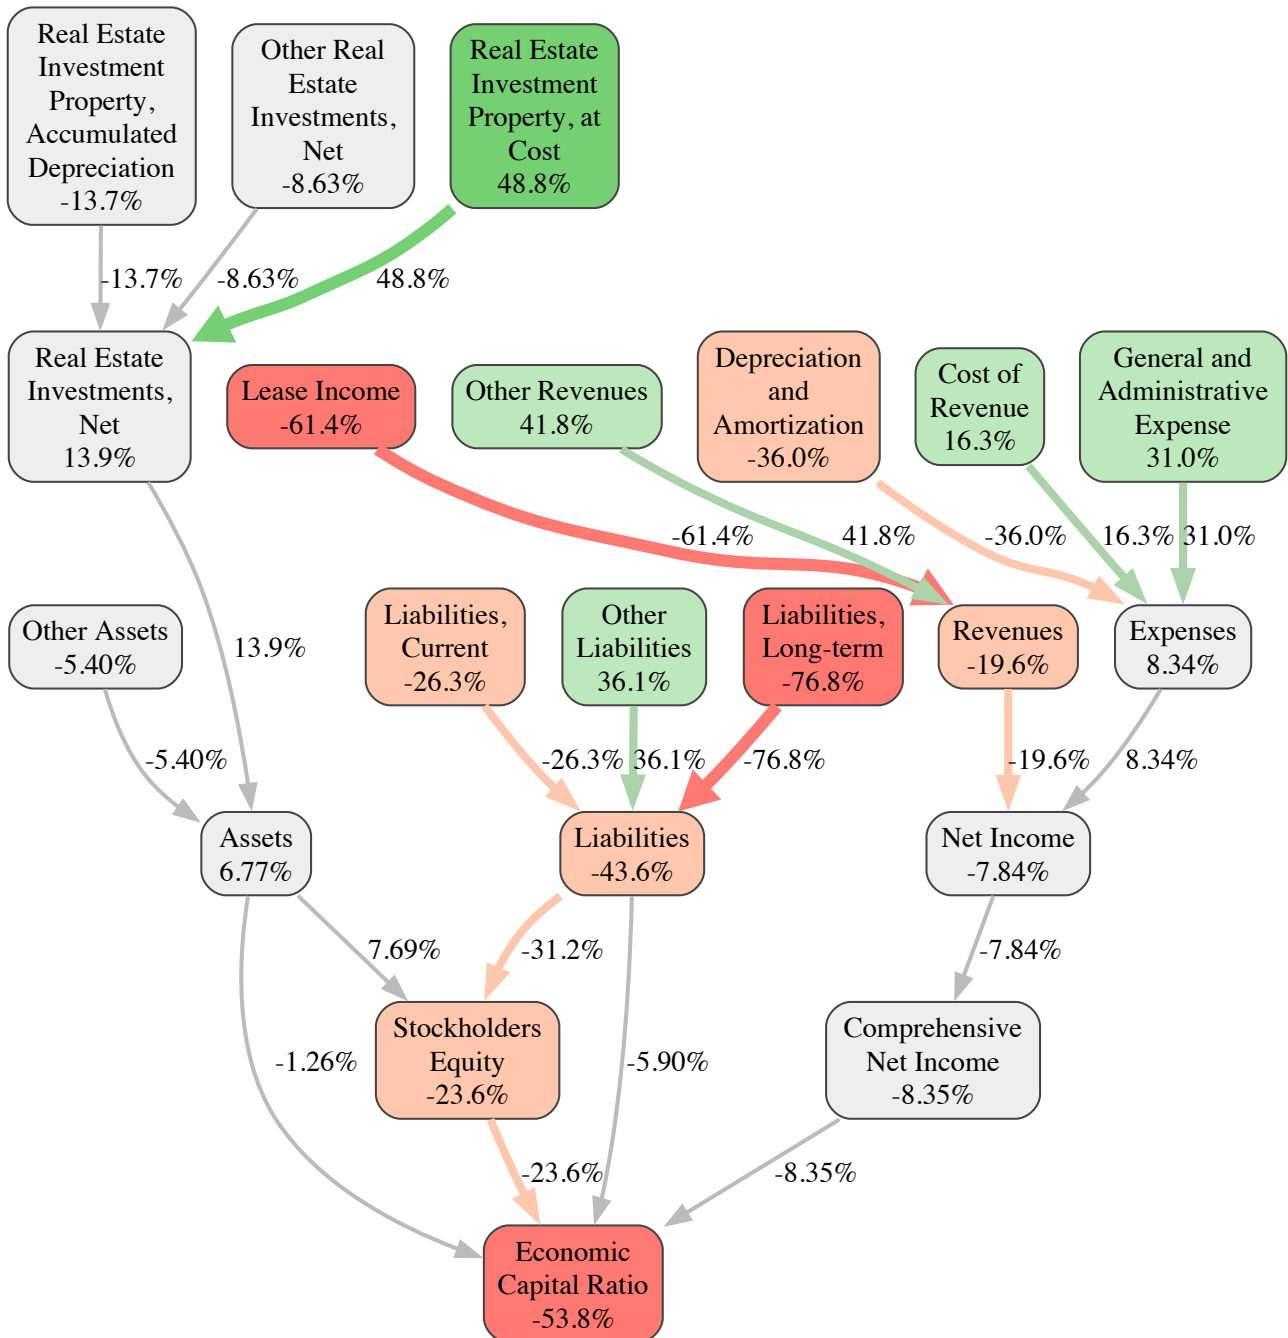 Real Estate
Investment
Property,
Accumulated
Depreciation
-13.7%
Other Real
Estate
Investments,
Net
-8.63%
Real Estate
Investment
Property, at
Cost
48.8%
-13.7%
-8.63%
48.8%
Real Estate
Investments,
Net
13.9%
Lease Income
-61.4%
Other Revenues
41.8%
Depreciation
and
Amortization
-36.0%
Cost of
Revenue
16.3%
General and
Administrative
Expense
31.0%
-61.4%
41.8%
-36.0%
16.3%
31.0%
Other Assets
-5.40%
13.9%
Liabilities,
Current
-26.3%
Other
Liabilities
36.1%
Liabilities,
Long-term
-76.8%
Revenues
-19.6%
Expenses
8.34%
-5.40%
-26.3%
36.1%
-76.8%
-19.6%
8.34%
Assets
6.77%
Liabilities
-43.6%
Net Income
-7.84%
7.69%
-31.2%
-7.84%
-1.26%
Stockholders
Equity
-23.6%
-5.90%
Comprehensive
Net Income
-8.35%
-23.6%
-8.35%
Economic
Capital Ratio
-53.8%